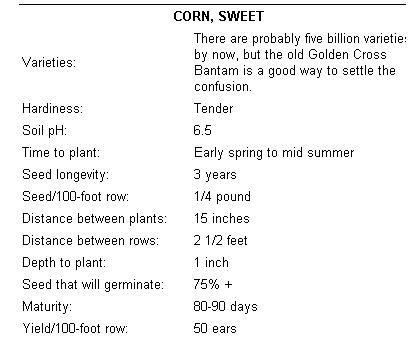 CORN, SWEET
There are probably five billion varieties
Varieties: by now, but the old Golden Cross
Bantam is a good way to settle the
confusion.
Hardiness: Tender
Soil pH: 6.5
Time to plant: Early spring to mid summer
Seed longevity: 3 years
Seed/100-foot row: 1/4 pound
Distance between plants: 15 inches
Distance between rows: 2 1/2 feet
Depth to plant: 1 inch
Seed that will germinate: 75% +
Maturity: 80-90 days
Yield/100-foot row: 50 ears